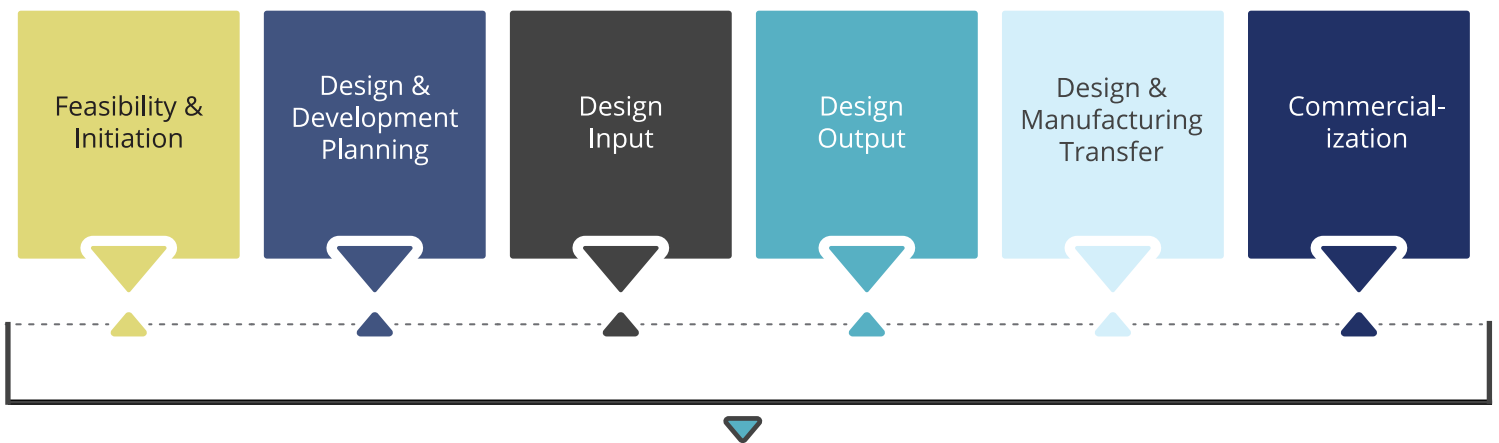 Feasibility &
Initiation
Design &
Development
Planning
Design
Input
Design
Output
Design &
Manufacturing
Transfer
Commercial-
ization